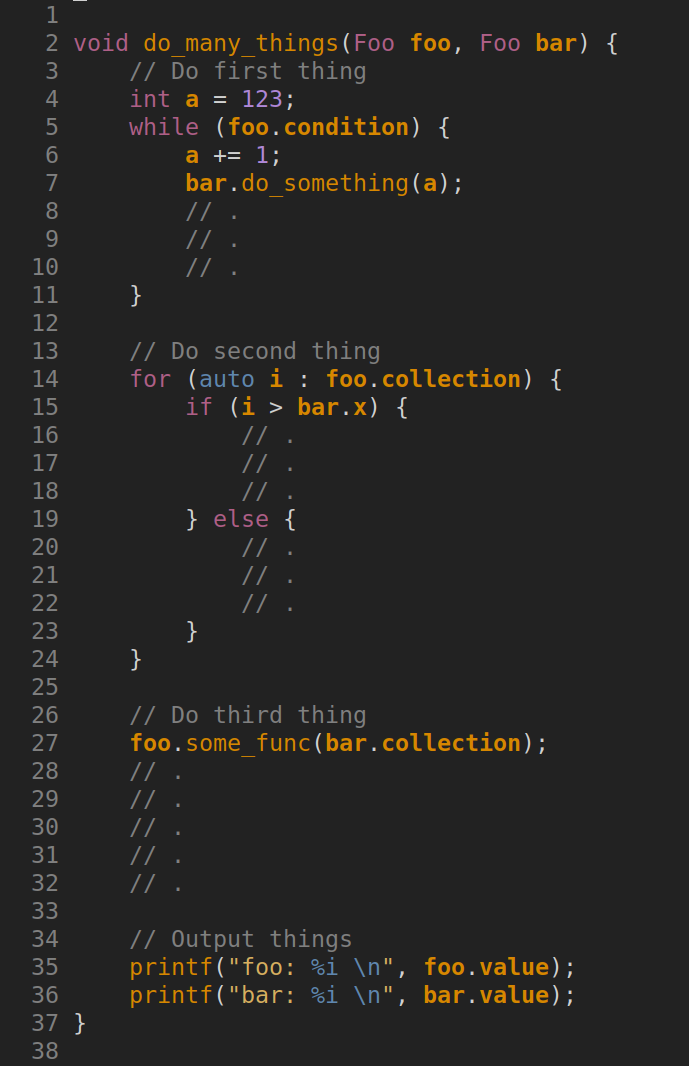 1
2 void do_many_things(Foo foo, Foo bar) {
3     // Do first thing
4     int a = 123;
5     while (foo.condition) {
6         a += 1;
7         bar.do_something(a);
8         // .
9         // .
10         // .
11     }
12
13     // Do second thing
14     for (auto i : foo.collection) {
15         if (i > bar.x) {
16             // .
17             // .
18             // .
19         } else {
20             // .
21             // .
22             // .
23         }
24     }
25
26     // Do third thing
27     foo.some_func(bar.collection);
28     // .
29     // .
30     // .
31     // .
32     // .
33
34     // Output things
35     printf("foo: %i \n", foo.value);
36     printf("bar: %i \n", bar.value);
37 }
38